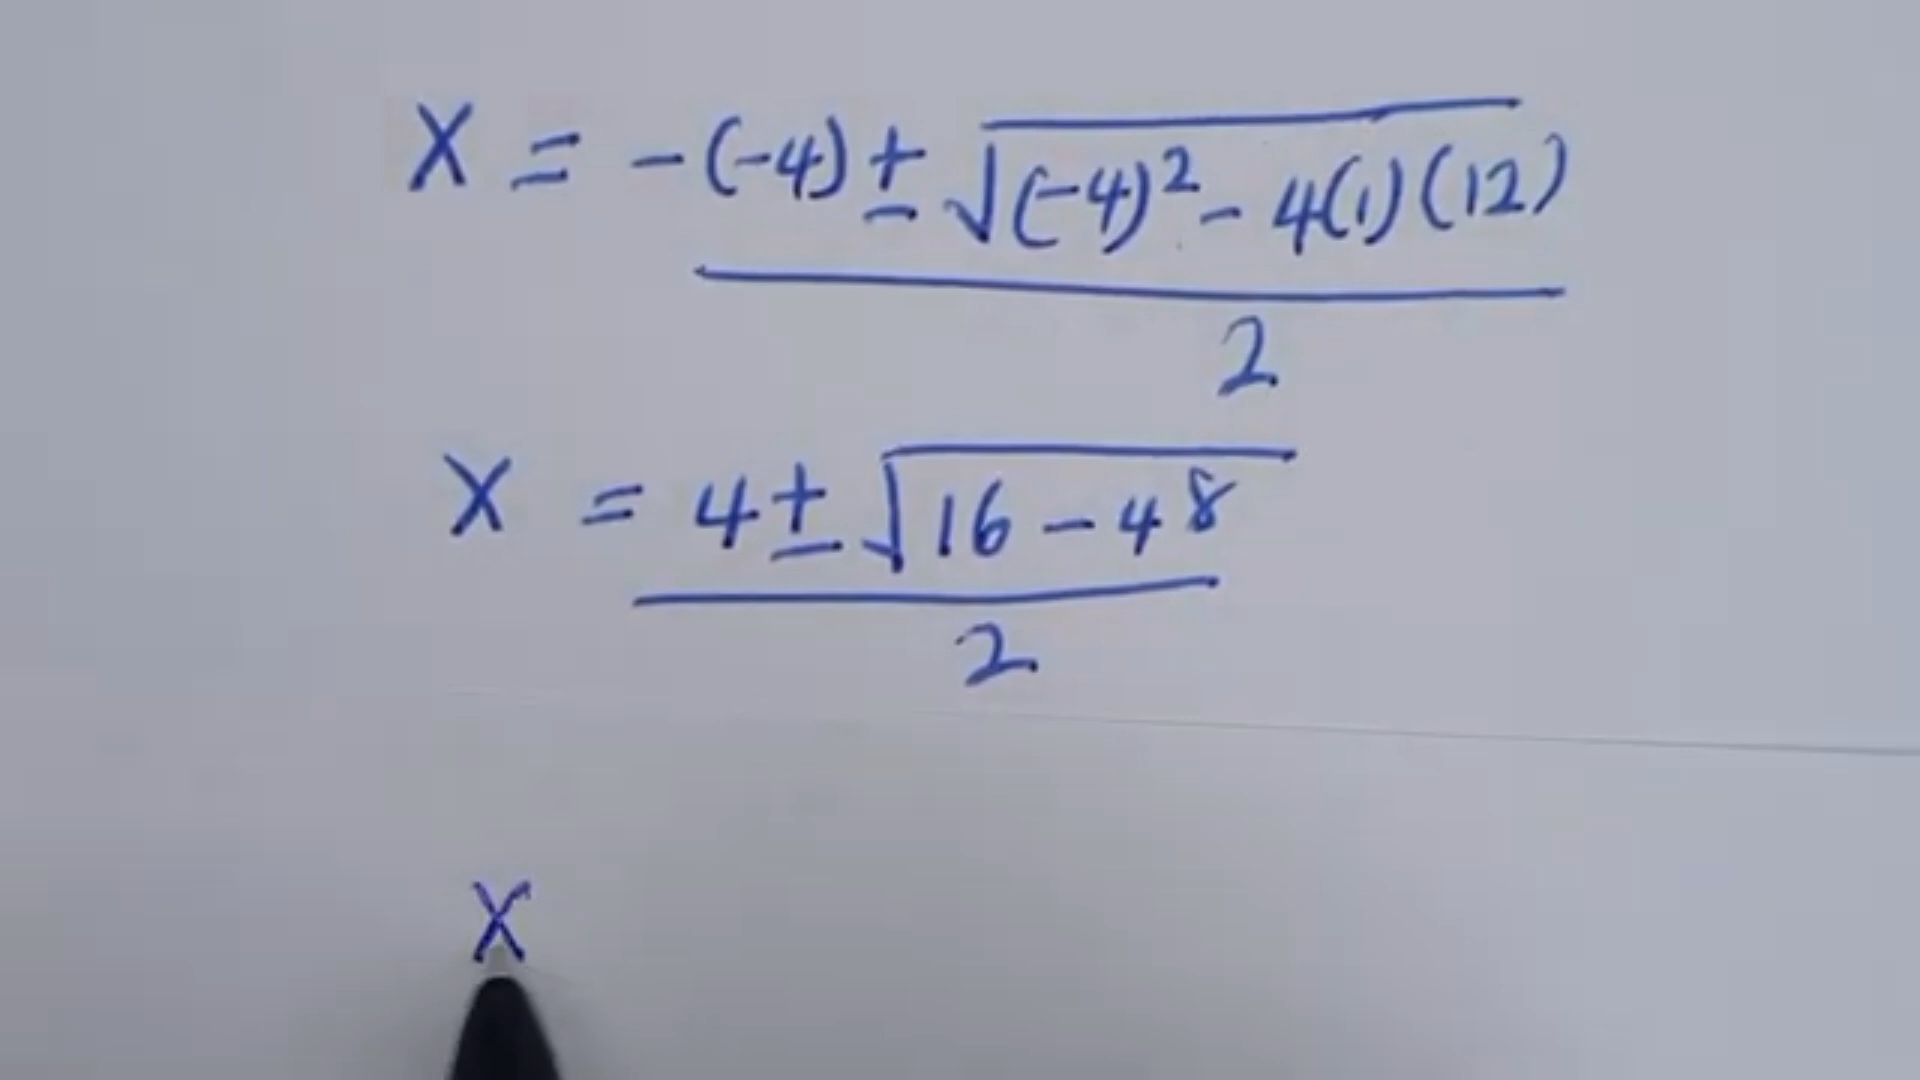 X = -(-4) ± √(-4)² - 4(1)(12)
2
X = 4 ± √16 - 48
2
X